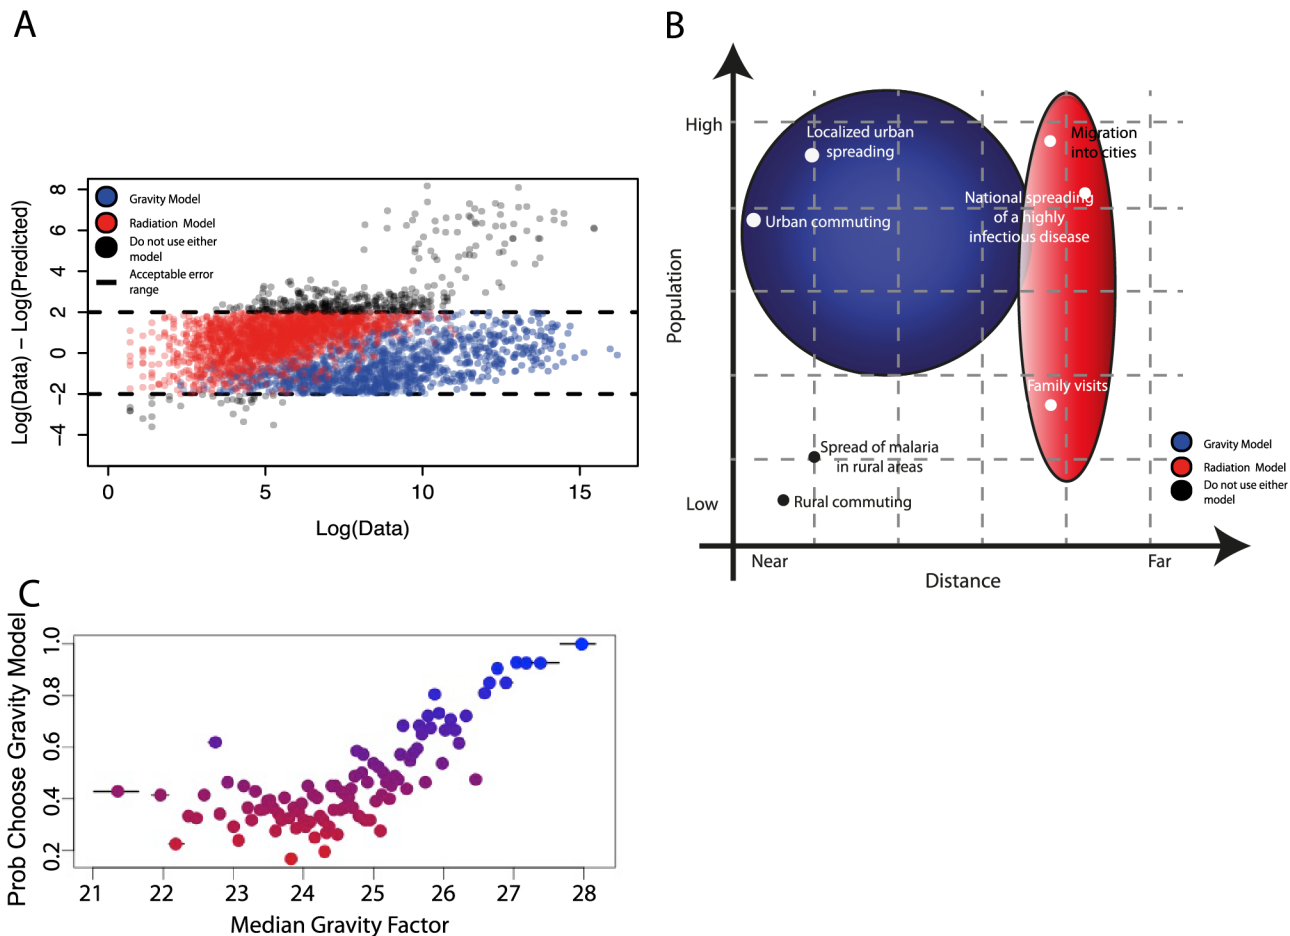 A
Log(Data) − Log(Predicted)
8
6
4
2
0
−2
−4
Gravity Model
Radiation Model
Do not use either
model
Acceptable error
range
0
5
10
15
Log(Data)
B
Population
High
Low
Localized urban
spreading
Urban commuting
Migration
into cities
National spreading
of a highly
infectious disease
Family visits
Spread of malaria
in rural areas
Rural commuting
Gravity Model
Radiation Model
Do not use either
model
Near
Far
Distance
C
Prob Choose Gravity Model
1.0
0.8
0.6
0.4
0.2
21
22
23
24
25
26
27
28
Median Gravity Factor